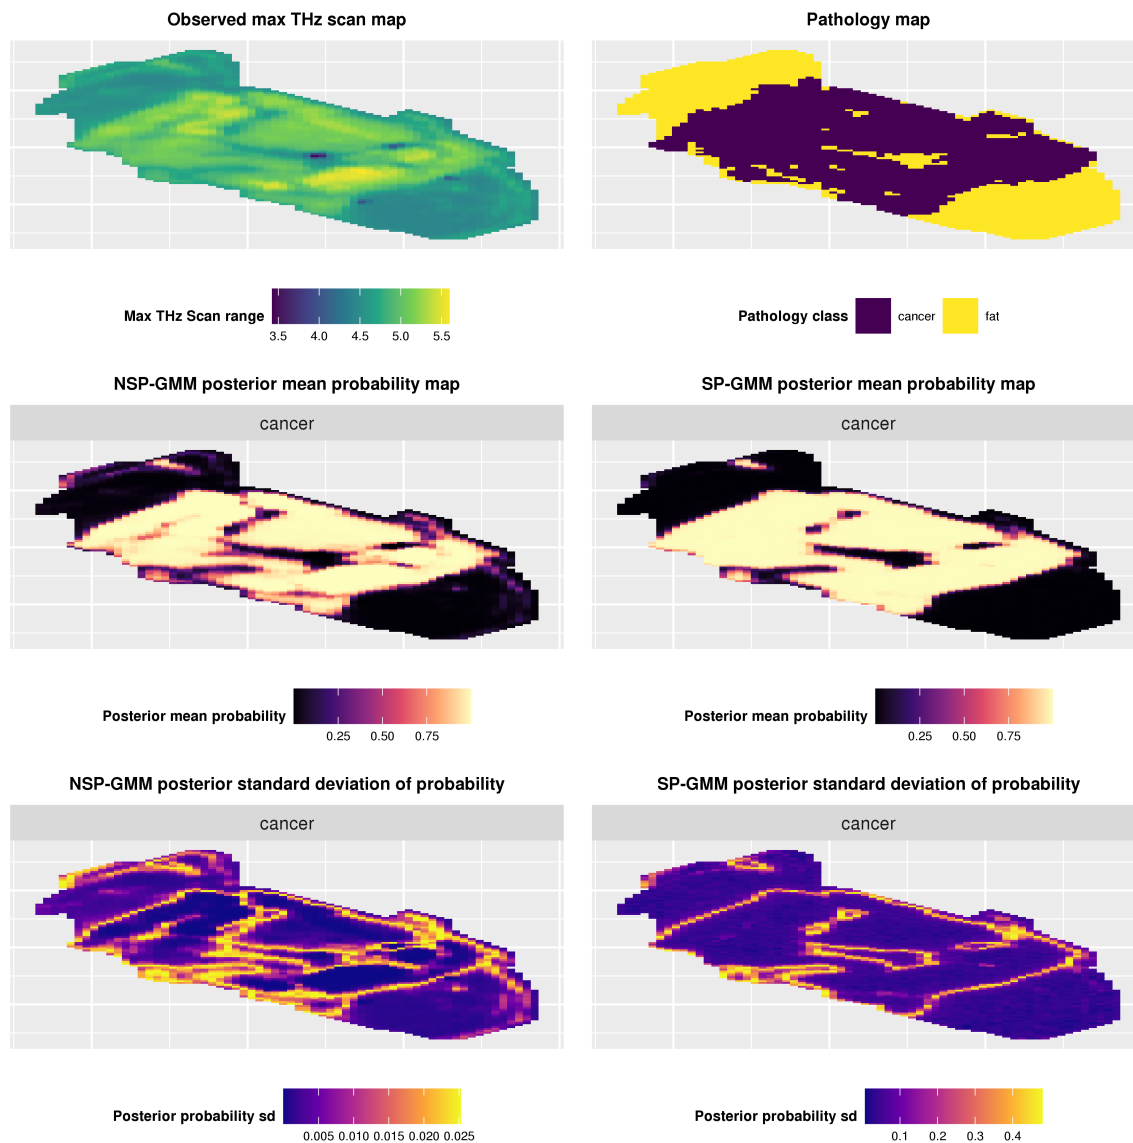 Observed max THz scan map
Pathology map
Max THz Scan range
3.5 4.0 4.5 5.0 5.5
Pathology class
cancer
fat
NSP-GMM posterior mean probability map
SP-GMM posterior mean probability map
cancer
cancer
Posterior mean probability
0.25 0.50 0.75
Posterior mean probability
0.25 0.50 0.75
NSP-GMM posterior standard deviation of probability
SP-GMM posterior standard deviation of probability
cancer
cancer
Posterior probability sd
0.005 0.010 0.015 0.020 0.025
Posterior probability sd
0.1 0.2 0.3 0.4